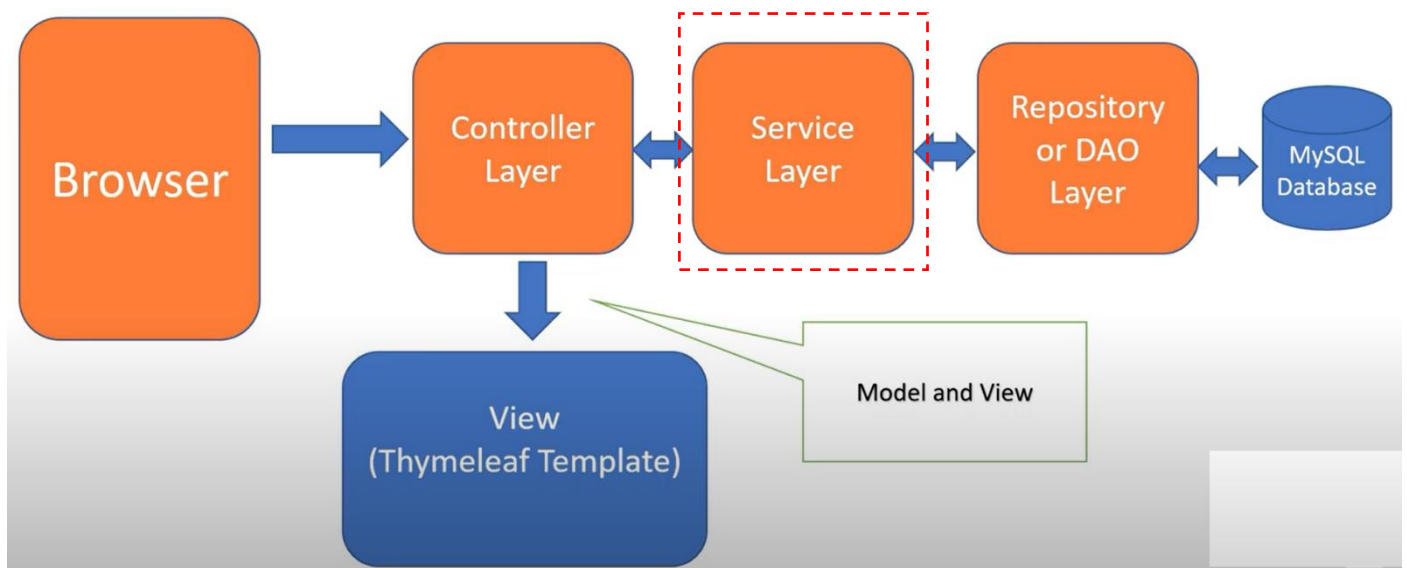 Browser
Controller
Layer
Service
Layer
Repository
or DAO
Layer
MySQL
Database
View
(Thymeleaf Template)
Model and View